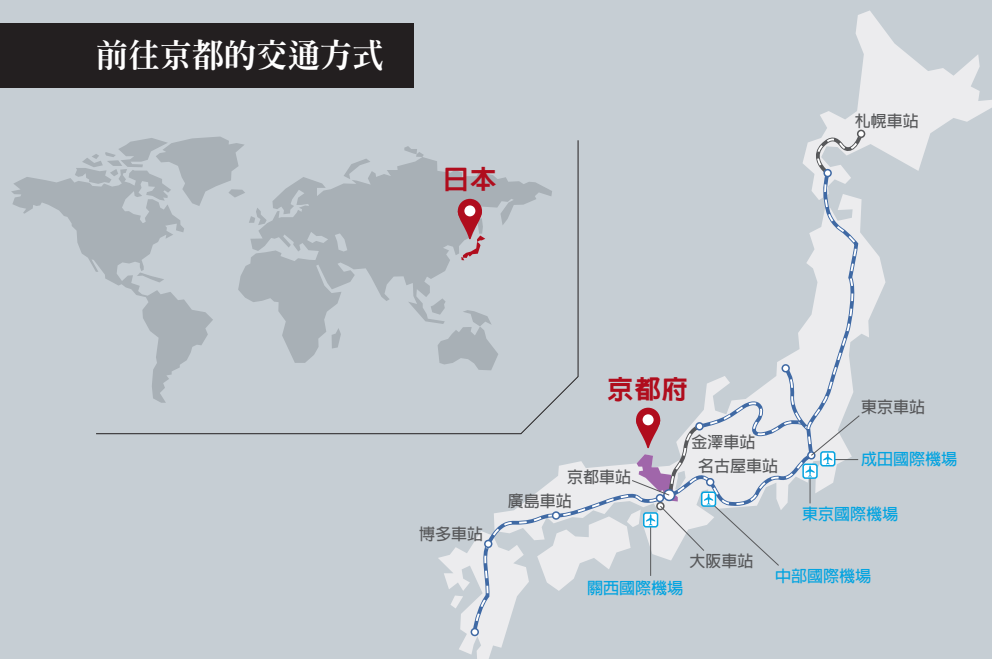 前往京都的交通方式
日本
札幌車站
京都府
東京車站
金澤車站
成田國際機場
名古屋車站
京都車站
廣島車站
東京國際機場
博多車站
大阪車站
中部國際機場
關西國際機場